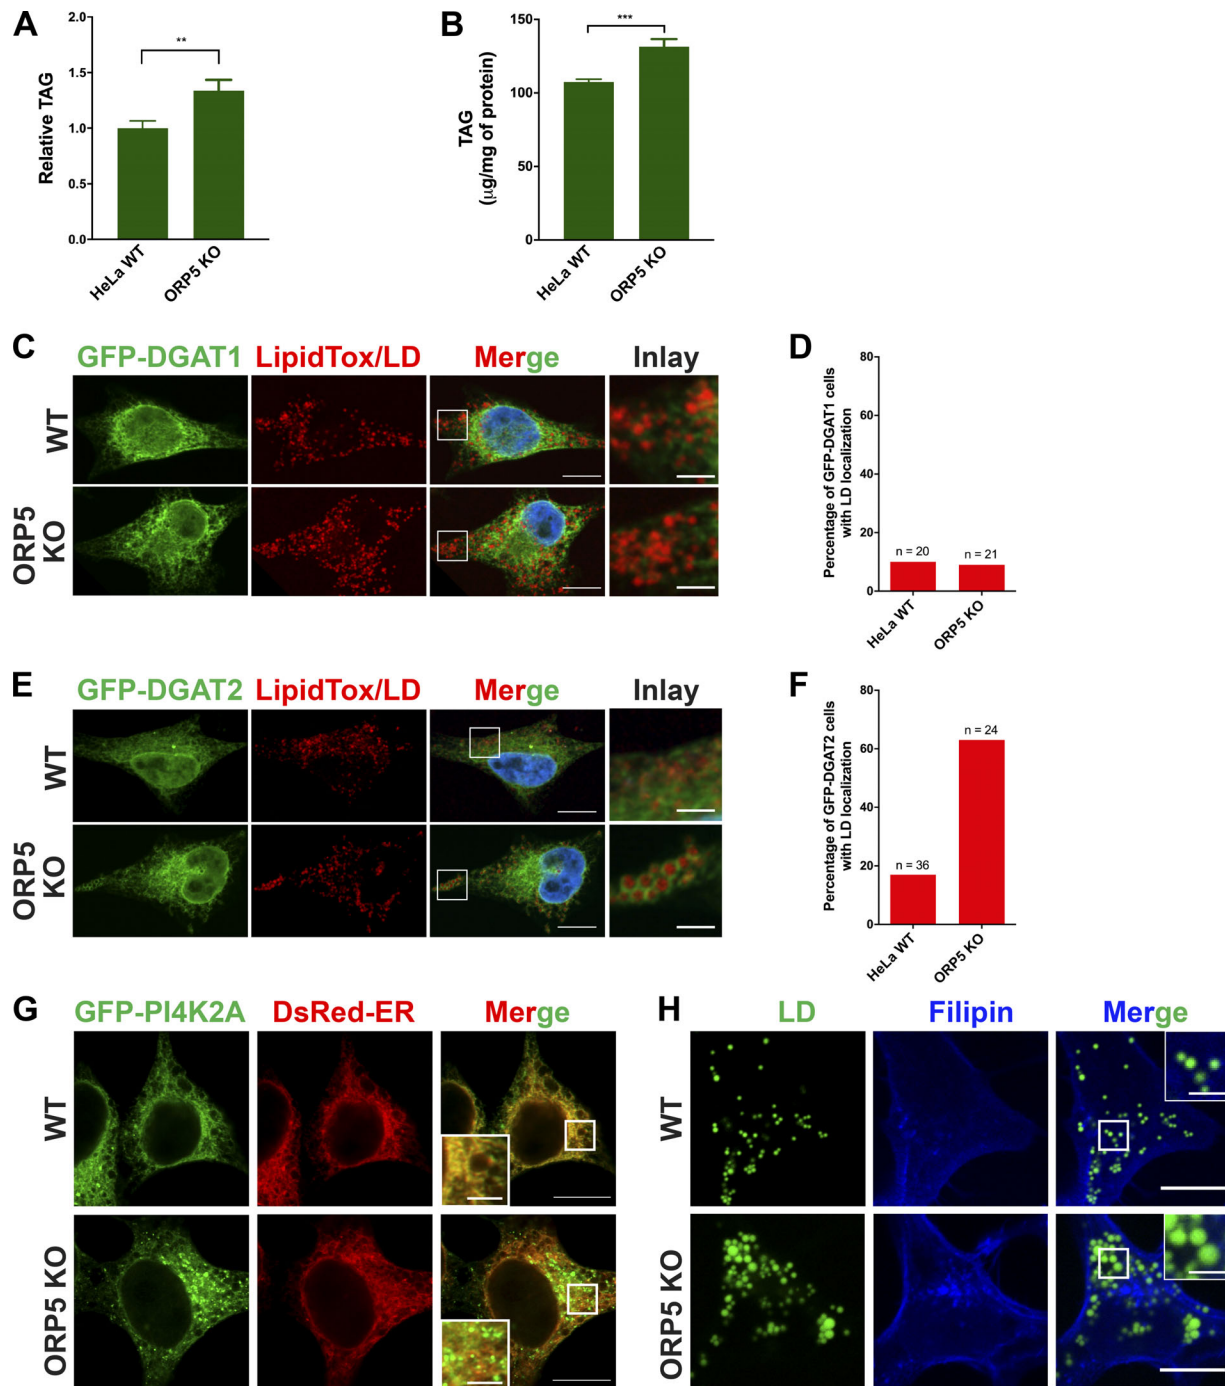 A
Relative TAG
2.0
1.5
1.0
0.5
0.0
**
HeLa WT
ORP5 KO
B
TAG
(µg/mg of protein)
150
100
50
0
***
HeLa WT
ORP5 KO
C
GFP-DGAT1
LipidTox/LD
Merge
Inlay
WT
ORP5
KO
D
Percentage of GFP-DGAT1 cells
with LD localization
80
60
40
20
0
n = 20
n = 21
HeLa WT
ORP5 KO
E
GFP-DGAT2
LipidTox/LD
Merge
Inlay
WT
ORP5
KO
F
Percentage of GFP-DGAT2 cells
with LD localization
80
60
40
20
0
n = 36
n = 24
HeLa WT
ORP5 KO
G
GFP-PI4K2A
DsRed-ER
Merge
WT
ORP5 KO
H
LD
Filipin
Merge
WT
ORP5 KO